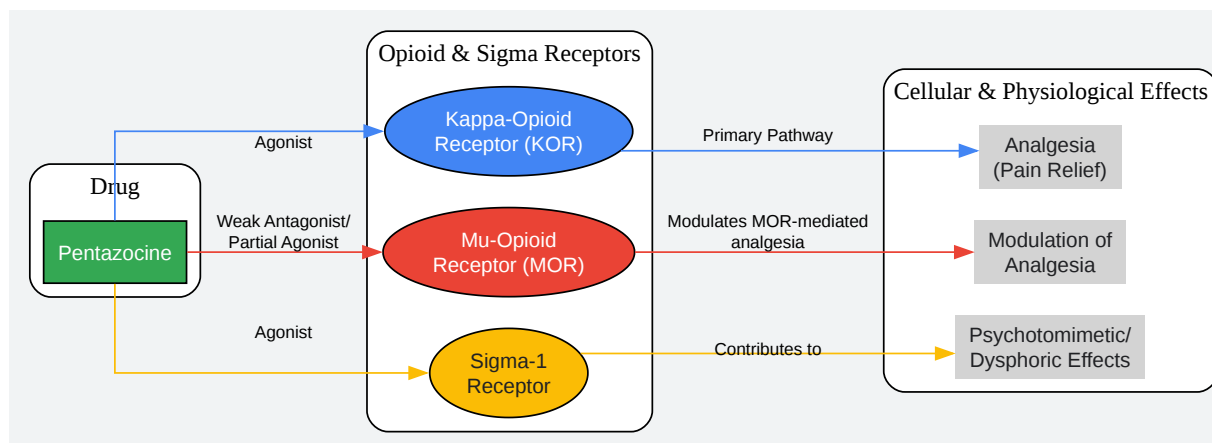 Drug
Pentazocine
Agonist
Weak Antagonist/
Partial Agonist
Agonist
Opioid & Sigma Receptors
Kappa-Opioid
Receptor (KOR)
Mu-Opioid
Receptor (MOR)
Sigma-1
Receptor
Primary Pathway
Modulates MOR-mediated
analgesia
Contributes to
Cellular & Physiological Effects
Analgesia
(Pain Relief)
Modulation of
Analgesia
Psychotomimetic/
Dysphoric Effects